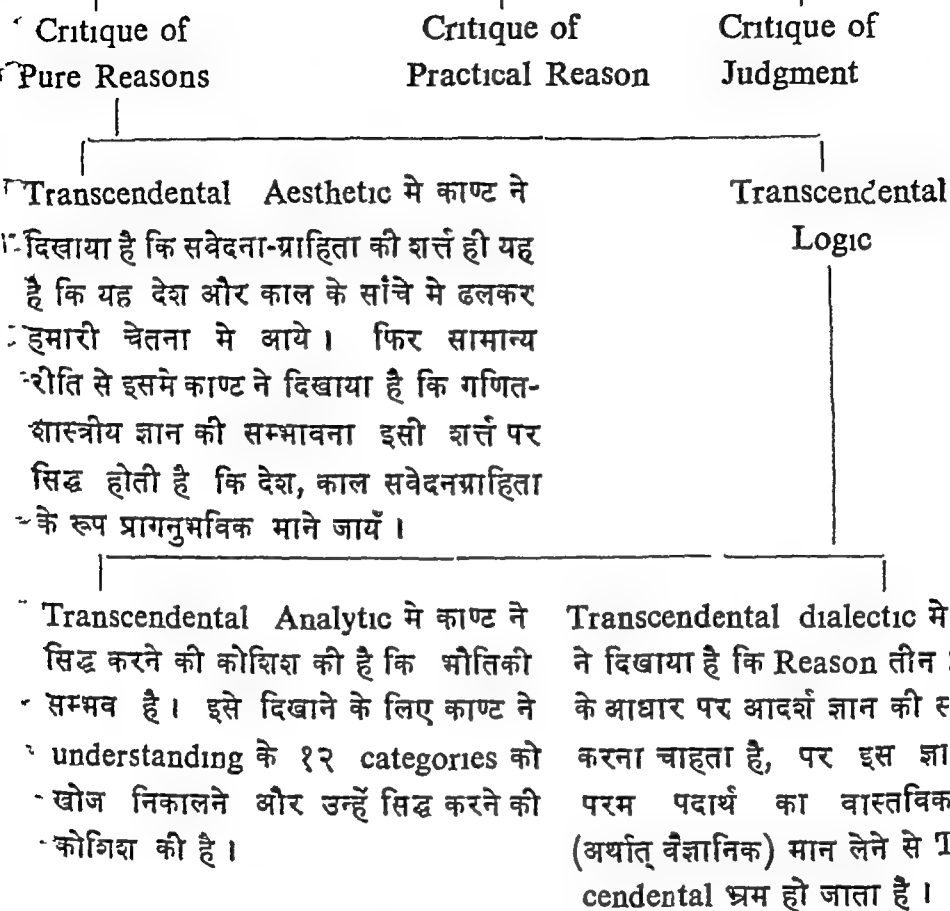 Critique of
Pure Reasons
Critique of
Practical Reason
Critique of
Judgment
Transcendental Aesthetic मे काण्ट ने
दिखाया है कि सवेदना-ग्राहिता की शर्त्त ही यह
है कि यह देश और काल के साँचे मे ढलकर
हमारी चेतना मे आये । फिर सामान्य
रीति से इसमे काण्ट ने दिखाया है कि गणित-
शास्त्रीय ज्ञान की सम्भावना इसी शर्त्त पर
सिद्ध होती है कि देश, काल सवेदनग्राहिता
के रूप प्रागनुभविक माने जायँ ।
Transcendental
Logic
Transcendental Analytic मे काण्ट ने
सिद्ध करने की कोशिश की है कि भौतिकी
सम्भव है । इसे दिखाने के लिए काण्ट ने
understanding के १२ categories को
खोज निकालने और उन्हें सिद्ध करने की
कोशिश की है ।
Transcendental dialectic मे
ने दिखाया है कि Reason तीन
के आधार पर आदर्श ज्ञान की
करना चाहता है, पर इस
परम पदार्थ का वास्तविक
(अर्थात् वैज्ञानिक) मान लेने से
cendental भ्रम हो जाता है ।